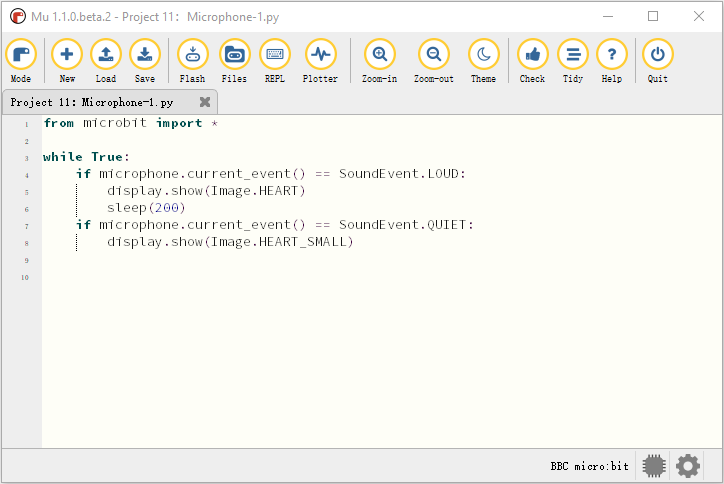 Mu 1.1.0.beta.2 - Project 11：Microphone-1.py
Mode New Load Save Flash Files REPL Plotter Zoom-in Zoom-out Theme Check Tidy Help Quit
Project 11：Microphone-1.py
1 from microbit import *
2
3 while True:
4 if microphone.current_event() == SoundEvent.LOUD:
5 display.show(Image.HEART)
6 sleep(200)
7 if microphone.current_event() == SoundEvent.QUIET:
8 display.show(Image.HEART_SMALL)
9
10
BBC micro:bit